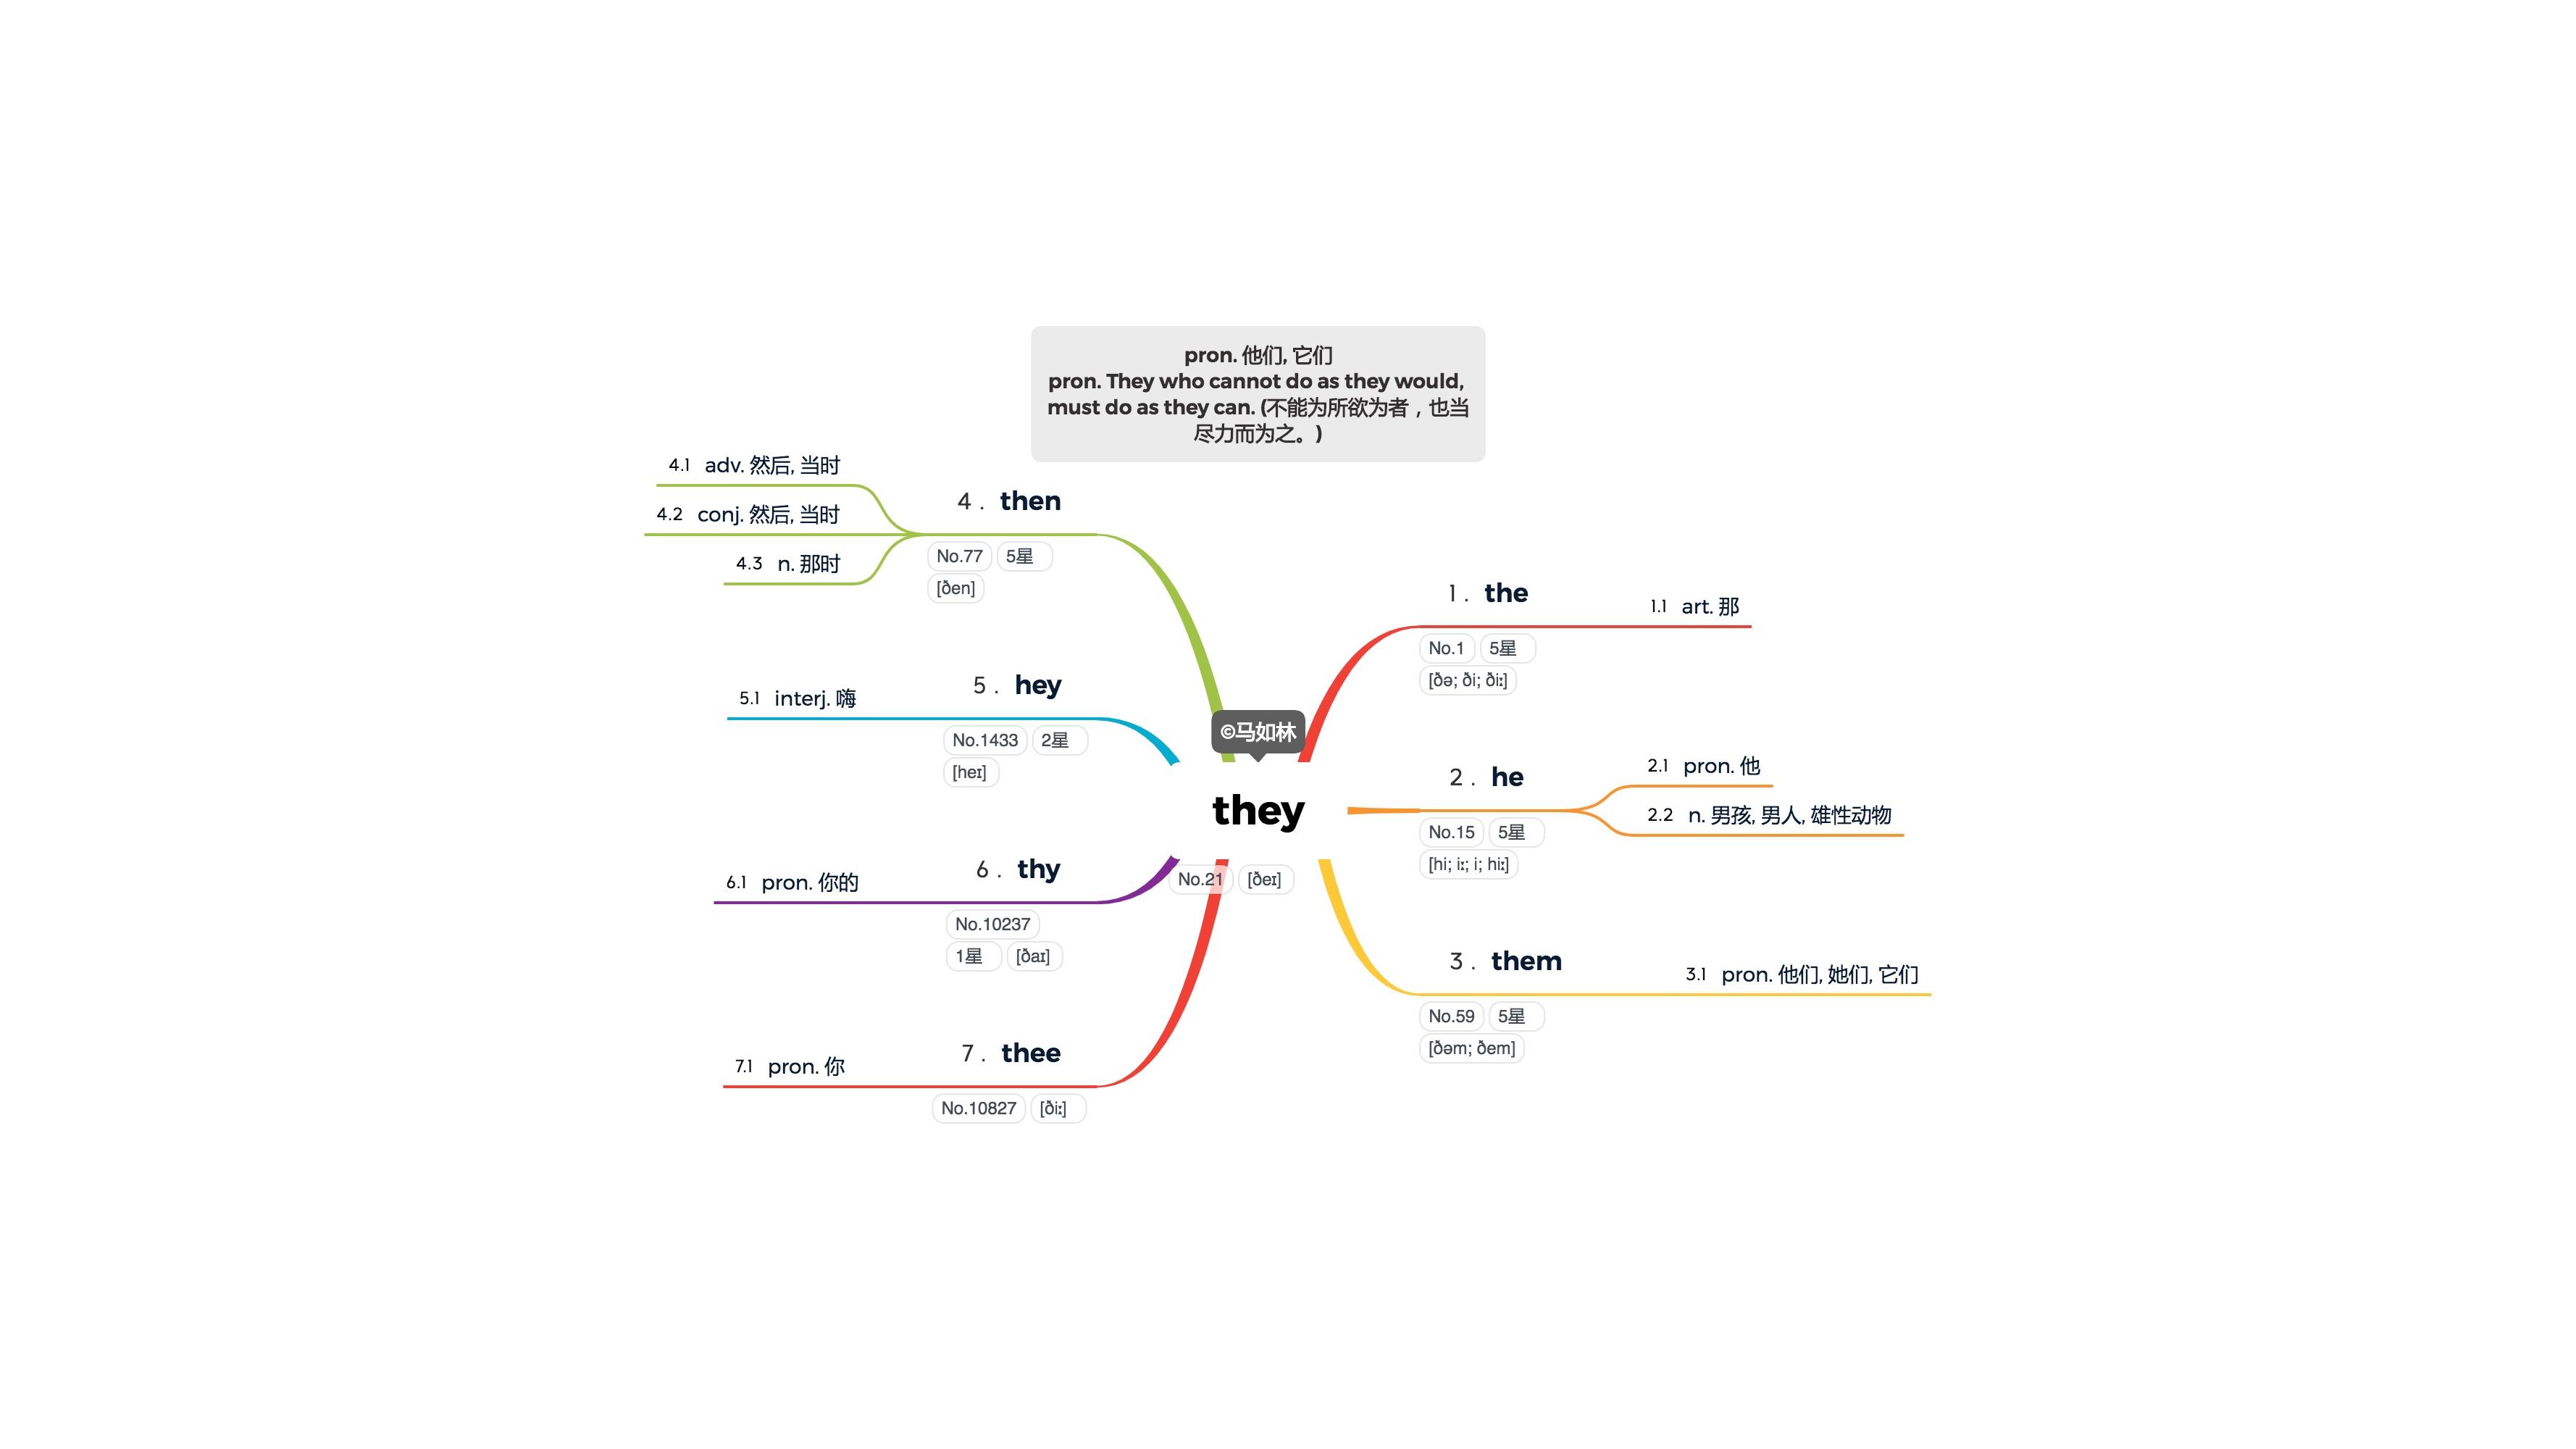 pron. 他们, 它们
pron. They who cannot do as they would,
must do as they can. (不能为所欲为者，也当
尽力而为之。)
©马如林
they
No.21 [ðeɪ]
1. the
No.1 5星
[ðə; ði; ðiː]
1.1 art. 那
2. he
No.15 5星
[hi; iː; i; hiː]
2.1 pron. 他
2.2 n. 男孩, 男人, 雄性动物
3. them
No.59 5星
[ðəm; ðem]
3.1 pron. 他们, 她们, 它们
4. then
No.77 5星
[ðen]
4.1 adv. 然后, 当时
4.2 conj. 然后, 当时
4.3 n. 那时
5. hey
No.1433 2星
[heɪ]
5.1 interj. 嗨
6. thy
No.10237
1星 [ðaɪ]
6.1 pron. 你的
7. thee
No.10827 [ðiː]
7.1 pron. 你